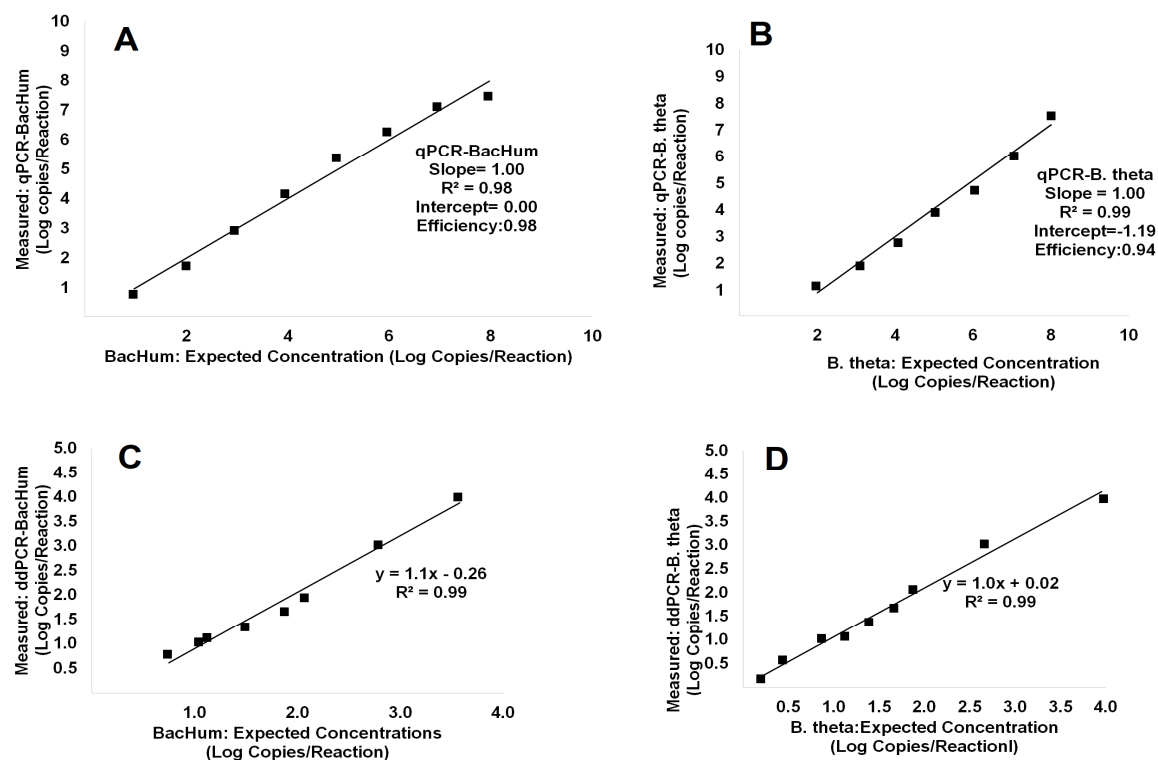 A
10
9
8
7
6
5
4
3
2
1
Measured: qPCR-BacHum
(Log copies/Reaction)
qPCR-BacHum
Slope= 1.00
R² = 0.98
Intercept= 0.00
Efficiency:0.98
2 4 6 8 10
BacHum: Expected Concentration (Log Copies/Reaction)
B
10
9
8
7
6
5
4
3
2
1
Measured: qPCR-B. theta
(Log copies/Reaction)
qPCR-B. theta
Slope = 1.00
R² = 0.99
Intercept=-1.19
Efficiency:0.94
2 4 6 8 10
B. theta: Expected Concentration
(Log Copies/Reaction)
C
5.0
4.5
4.0
3.5
3.0
2.5
2.0
1.5
1.0
0.5
Measured: ddPCR-BacHum
(Log Copies/Reaction)
y = 1.1x - 0.26
R² = 0.99
1.0 2.0 3.0 4.0
BacHum: Expected Concentrations
(Log Copies/Reaction)
D
5.0
4.5
4.0
3.5
3.0
2.5
2.0
1.5
1.0
0.5
Measured: ddPCR-B. theta
(Log Copies/Reaction)
y = 1.0x + 0.02
R² = 0.99
0.5 1.0 1.5 2.0 2.5 3.0 3.5 4.0
B. theta:Expected Concentration
(Log Copies/ReactionI)